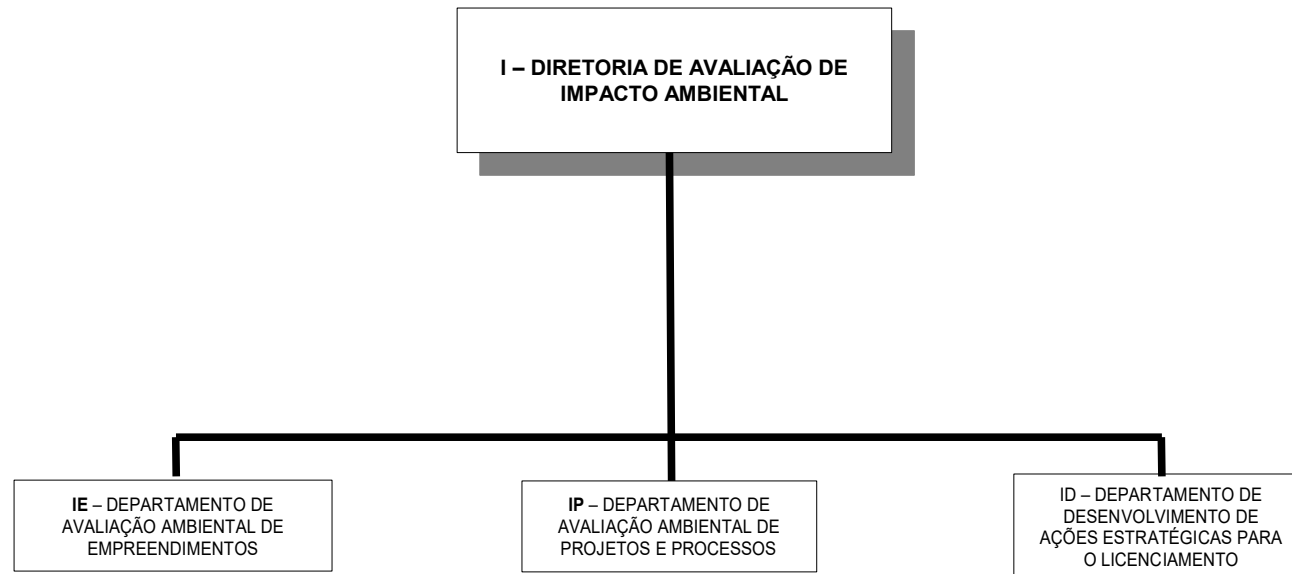 I – DIRETORIA DE AVALIAÇÃO DE
IMPACTO AMBIENTAL
IE – DEPARTAMENTO DE
AVALIAÇÃO AMBIENTAL DE
EMPREENDIMENTOS
IP – DEPARTAMENTO DE
AVALIAÇÃO AMBIENTAL DE
PROJETOS E PROCESSOS
ID – DEPARTAMENTO DE
DESENVOLVIMENTO DE
AÇÕES ESTRATÉGICAS PARA
O LICENCIAMENTO